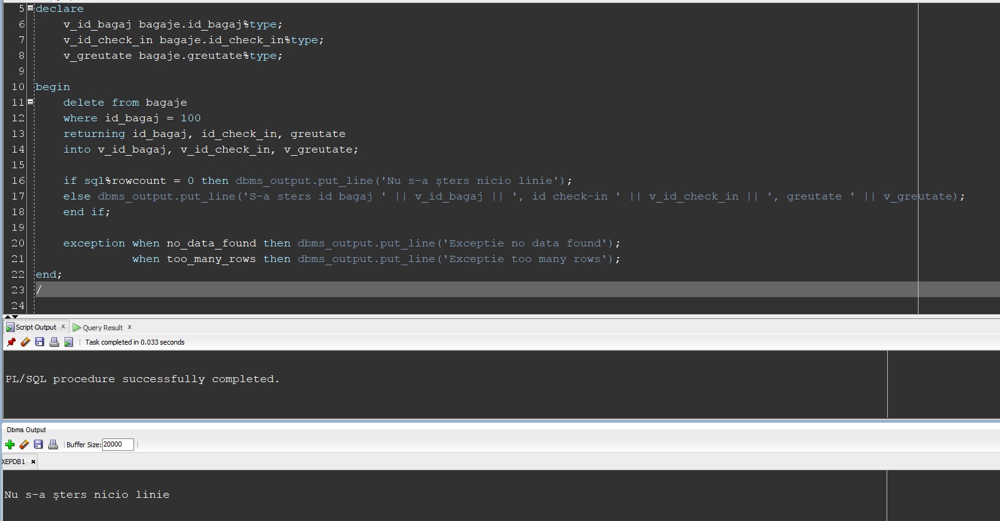 5 declare
6 v_id_bagaj bagaje.id_bagaj%type;
7 v_id_check_in bagaje.id_check_in%type;
8 v_greutate bagaje.greutate%type;
9
10 begin
11 delete from bagaje
12 where id_bagaj = 100
13 returning id_bagaj, id_check_in, greutate
14 into v_id_bagaj, v_id_check_in, v_greutate;
15
16 if sql%rowcount = 0 then dbms_output.put_line('Nu s-a șters nicio linie');
17 else dbms_output.put_line('S-a sters id bagaj ' || v_id_bagaj || ', id check-in ' || v_id_check_in || ', greutate ' || v_greutate);
18 end if;
19
20 exception when no_data_found then dbms_output.put_line('Exceptie no data found');
21 when too_many_rows then dbms_output.put_line('Exceptie too many rows');
22 end;
23 /
24
Script Output x Query Result x
Task completed in 0.033 seconds
PL/SQL procedure successfully completed.
Dbms Output
Buffer Size: 20000
XEPDB1 x
Nu s-a șters nicio linie